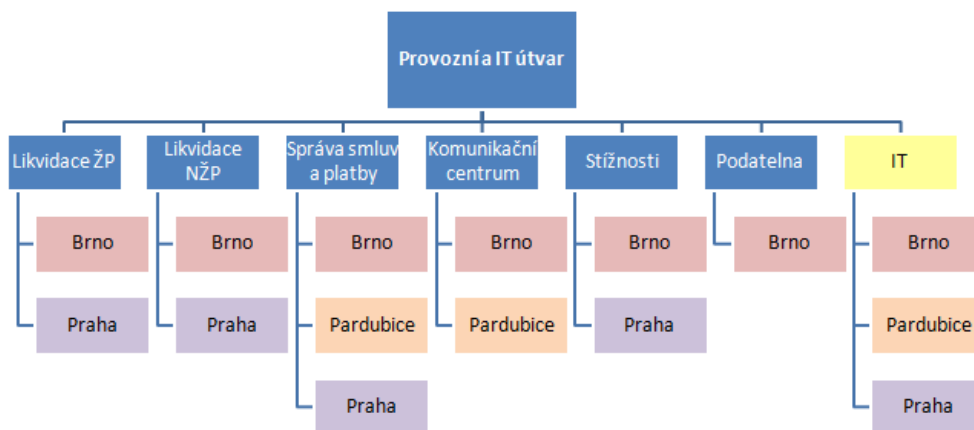 Provozní a IT útvar
Likvidace ŽP
Likvidace
NŽP
Správa smluv
a platby
Komunikační
centrum
Stížnosti
Podatelna
IT
Brno
Brno
Brno
Brno
Brno
Brno
Brno
Praha
Praha
Pardubice
Pardubice
Praha
Pardubice
Praha
Praha